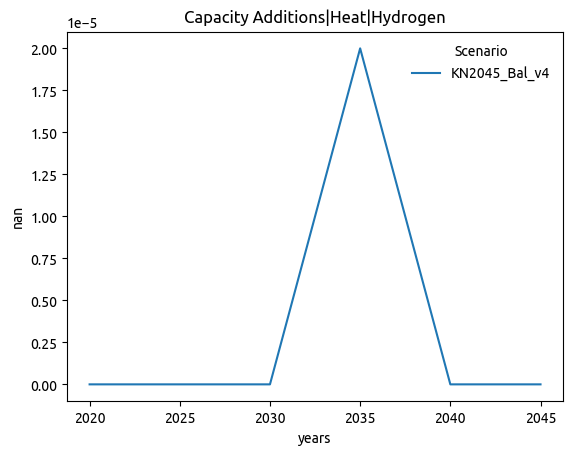 Capacity Additions|Heat|Hydrogen
1e−5
2.00
1.75
1.50
1.25
1.00
0.75
0.50
0.25
0.00
nan
Scenario
KN2045_Bal_v4
2020 2025 2030 2035 2040 2045
years